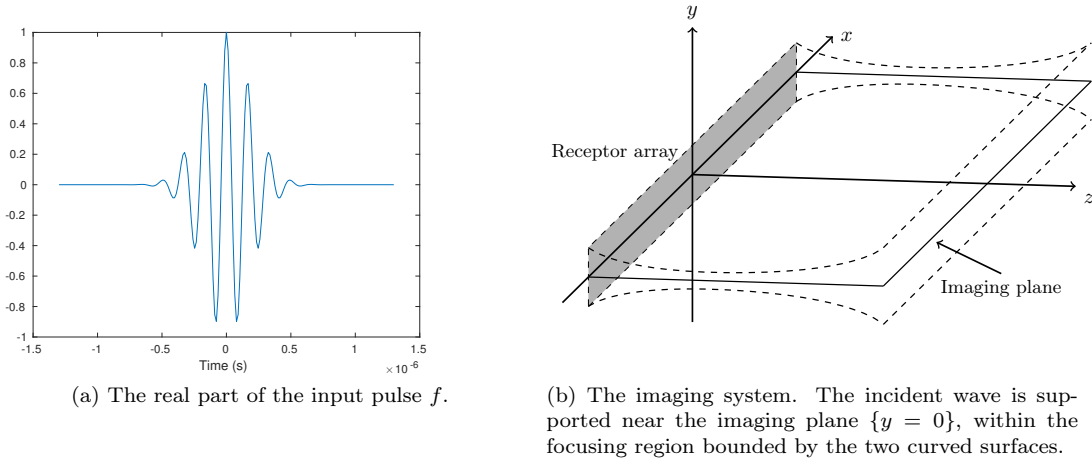 1
0.8
0.6
0.4
0.2
0
-0.2
-0.4
-0.6
-0.8
-1
-1.5 -1 -0.5 0 0.5 1 1.5
Time (s)
×10⁻⁶
(a) The real part of the input pulse f.
y
x
Receptor array
z
Imaging plane
(b) The imaging system. The incident wave is sup-
ported near the imaging plane {y = 0}, within the
focusing region bounded by the two curved surfaces.